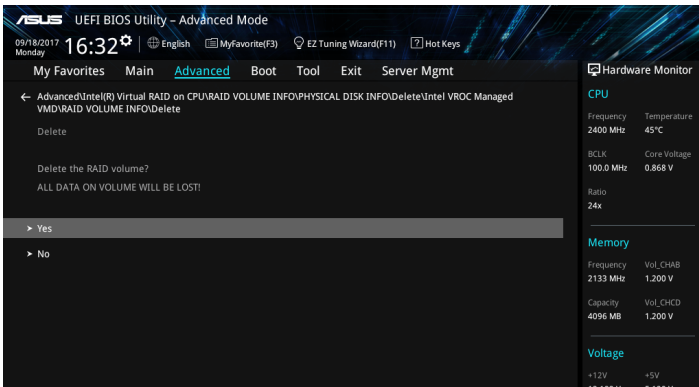 ASUS UEFI BIOS Utility – Advanced Mode
09/18/2017 Monday 16:32 English MyFavorite(F3) EZ Tuning Wizard(F11) Hot Keys
My Favorites Main Advanced Boot Tool Exit Server Mgmt
Hardware Monitor
Advanced\Intel(R) Virtual RAID on CPU\RAID VOLUME INFO\PHYSICAL DISK INFO\Delete\Intel VROC Managed
VMD\RAID VOLUME INFO\Delete
Delete
Delete the RAID volume?
ALL DATA ON VOLUME WILL BE LOST!
Yes
No
CPU
Frequency Temperature
2400 MHz 45°C
BCLK Core Voltage
100.0 MHz 0.868 V
Ratio
24x
Memory
Frequency Vol_CHAB
2133 MHz 1.200 V
Capacity Vol_CHCD
4096 MB 1.200 V
Voltage
+12V +5V